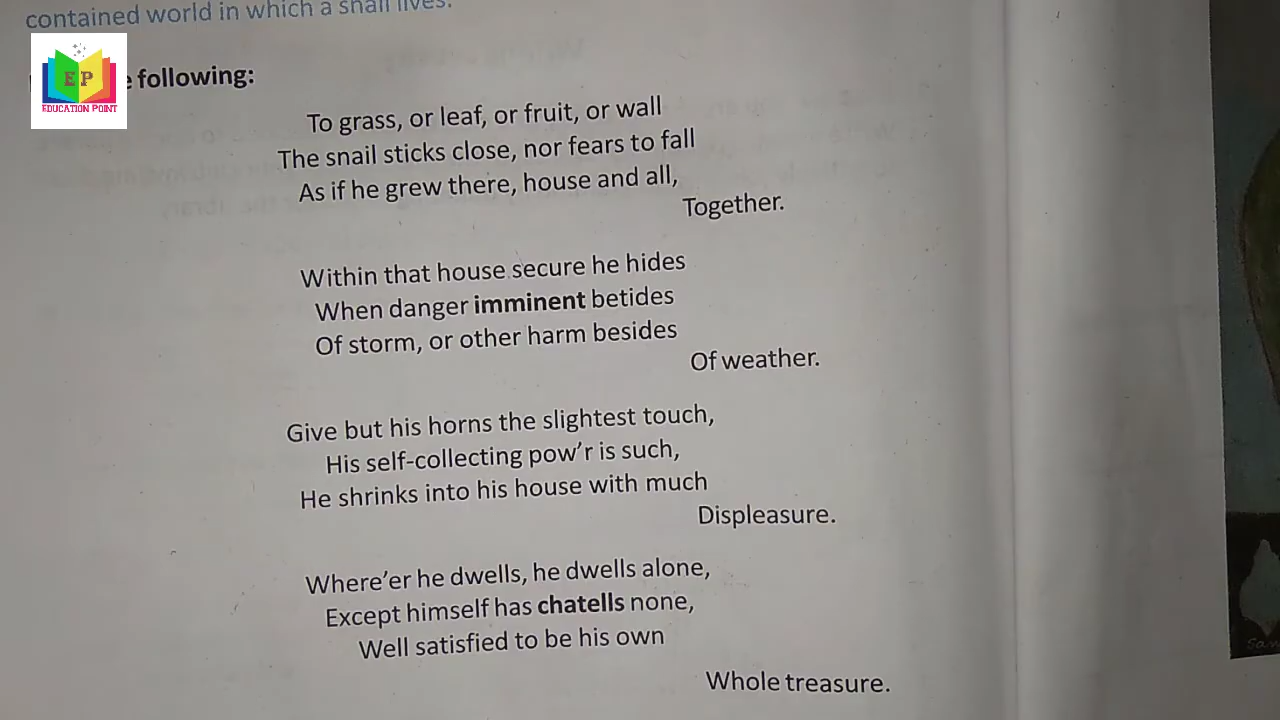 contained world in which a snail lives.
EP
EDUCATION POINT
following:
To grass, or leaf, or fruit, or wall
The snail sticks close, nor fears to fall
As if he grew there, house and all,
Together.
Within that house secure he hides
When danger imminent betides
Of storm, or other harm besides
Of weather.
Give but his horns the slightest touch,
His self-collecting pow'r is such,
He shrinks into his house with much
Displeasure.
Where'er he dwells, he dwells alone,
Except himself has chatells none,
Well satisfied to be his own
Whole treasure.